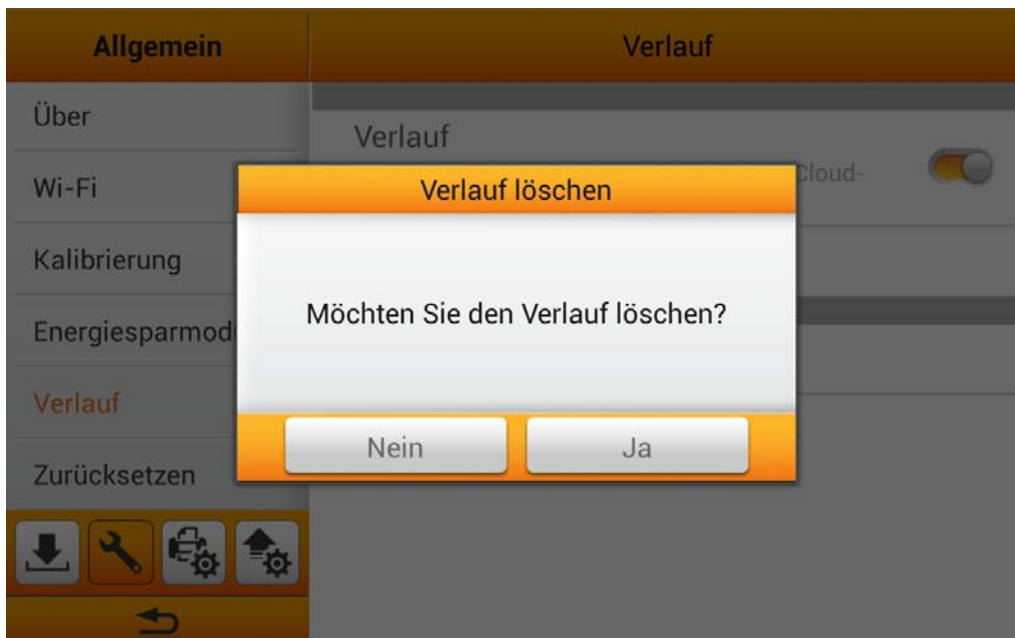 Allgemein
Verlauf
Über
Wi-Fi
Kalibrierung
Energiesparmod
Verlauf
Zurücksetzen
Verlauf
Cloud-
Verlauf löschen
Möchten Sie den Verlauf löschen?
Nein
Ja